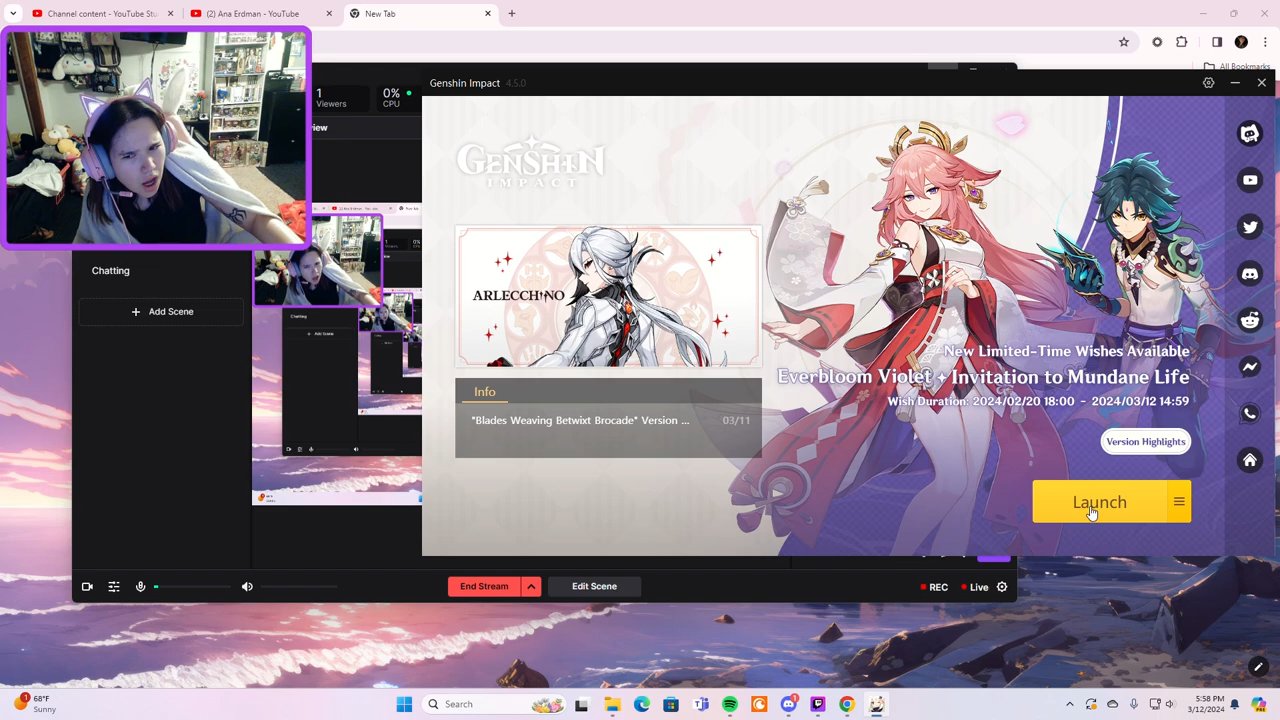 Channel content - YouTube Stu
(2) Ana Erdman - YouTube
New Tab
All Bookmarks
1
Viewers
0%
CPU
Genshin Impact 4.5.0
GENSHIN
IMPACT
ARLECCHINO
Chatting
Add Scene
Info
"Blades Weaving Betwixt Brocade" Version ... 03/11
New Limited-Time Wishes Available
Everbloom Violet ✦ Invitation to Mundane Life
Wish Duration: 2024/02/20 18:00 - 2024/03/12 14:59
Version Highlights
Launch
End Stream
Edit Scene
REC
Live
1
68°F
Sunny
Search
1
5:58 PM
3/12/2024